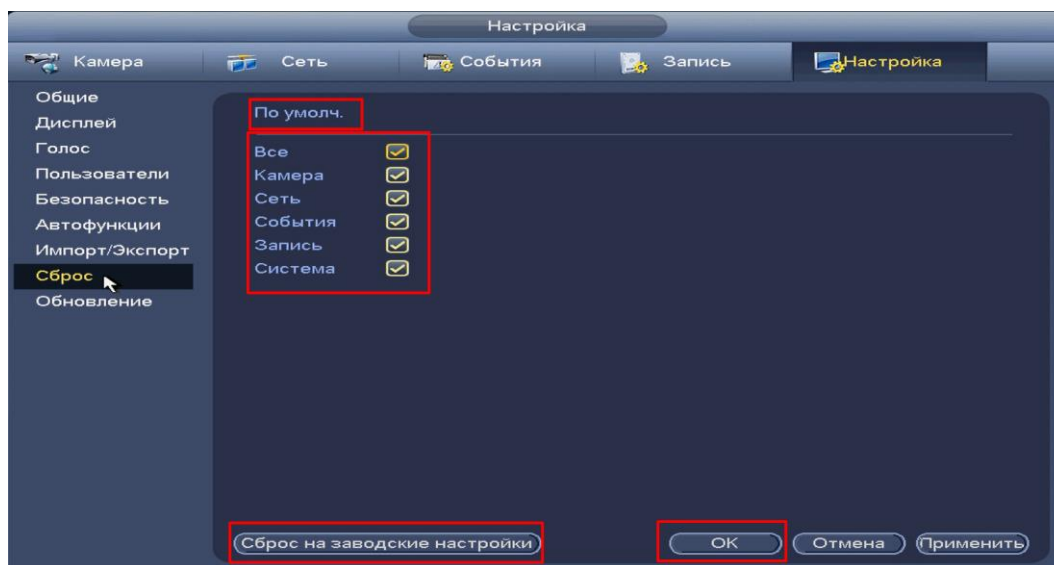 Настройка
Камера Сеть События Запись Настройка
Общие
Дисплей
Голос
Пользователи
Безопасность
Автофункции
Импорт/Экспорт
Сброс
Обновление
По умолч.
Все
Камера
Сеть
События
Запись
Система
Сброс на заводские настройки OK Отмена Применить